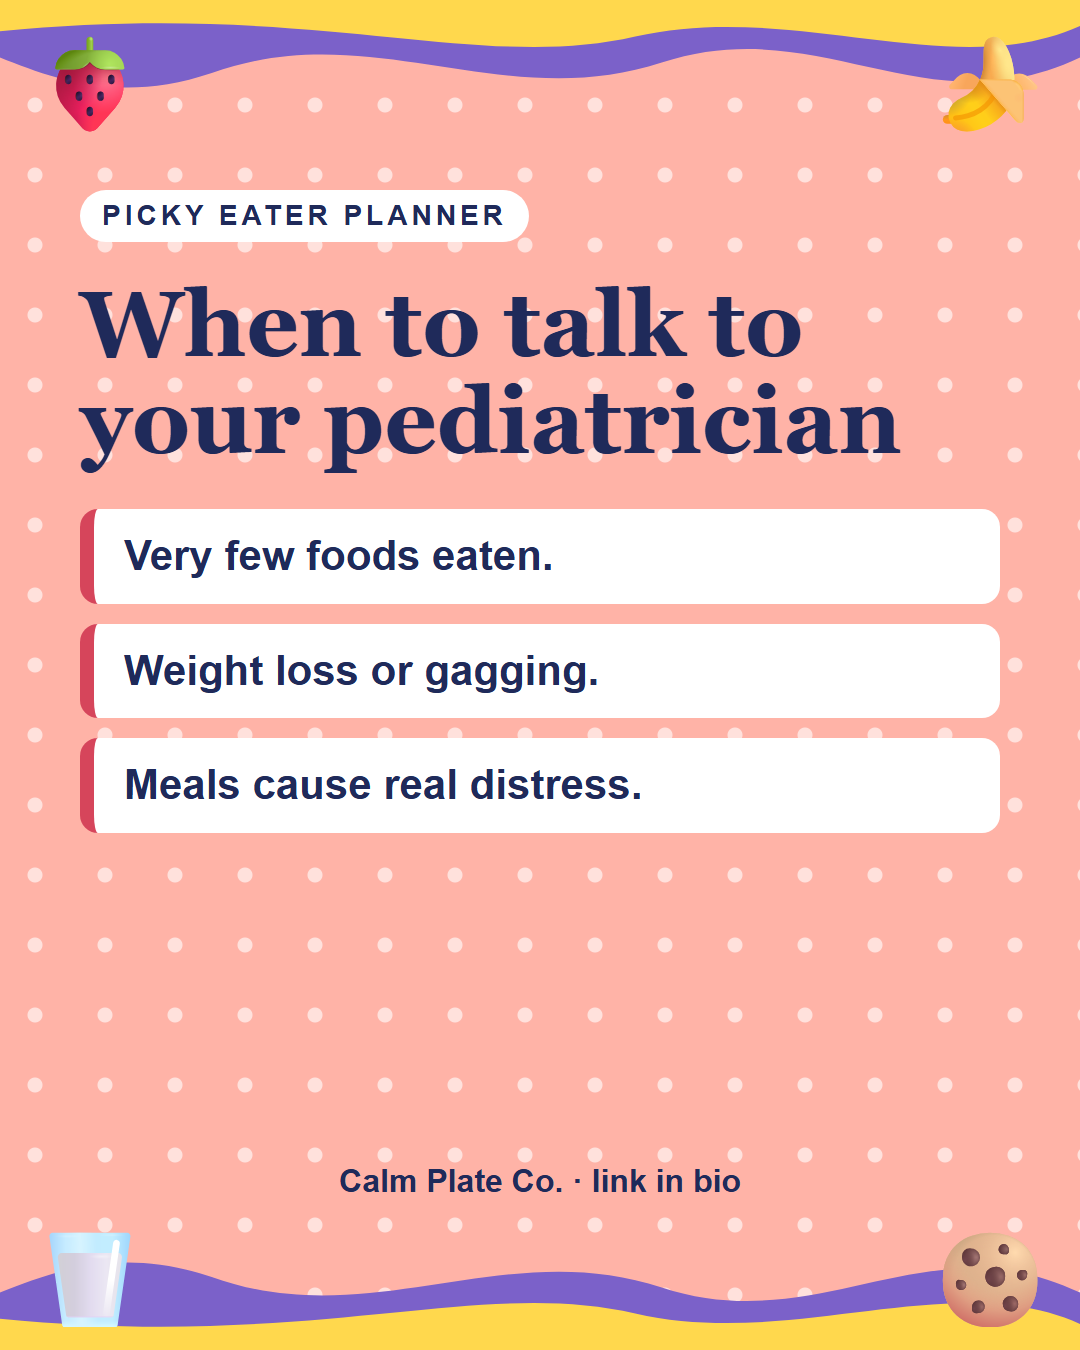 PICKY EATER PLANNER
When to talk to
your pediatrician
Very few foods eaten.
Weight loss or gagging.
Meals cause real distress.
Calm Plate Co. · link in bio